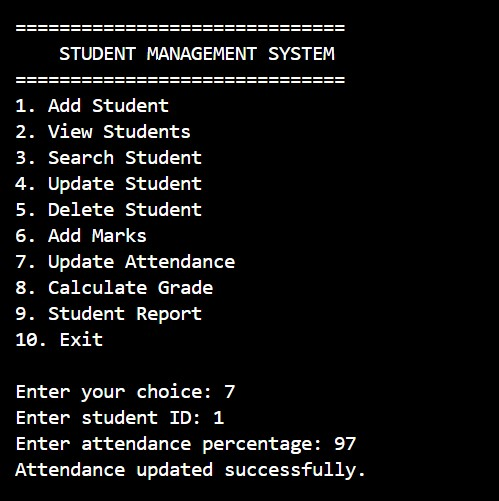 ==============================
STUDENT MANAGEMENT SYSTEM
==============================
1. Add Student
2. View Students
3. Search Student
4. Update Student
5. Delete Student
6. Add Marks
7. Update Attendance
8. Calculate Grade
9. Student Report
10. Exit
Enter your choice: 7
Enter student ID: 1
Enter attendance percentage: 97
Attendance updated successfully.